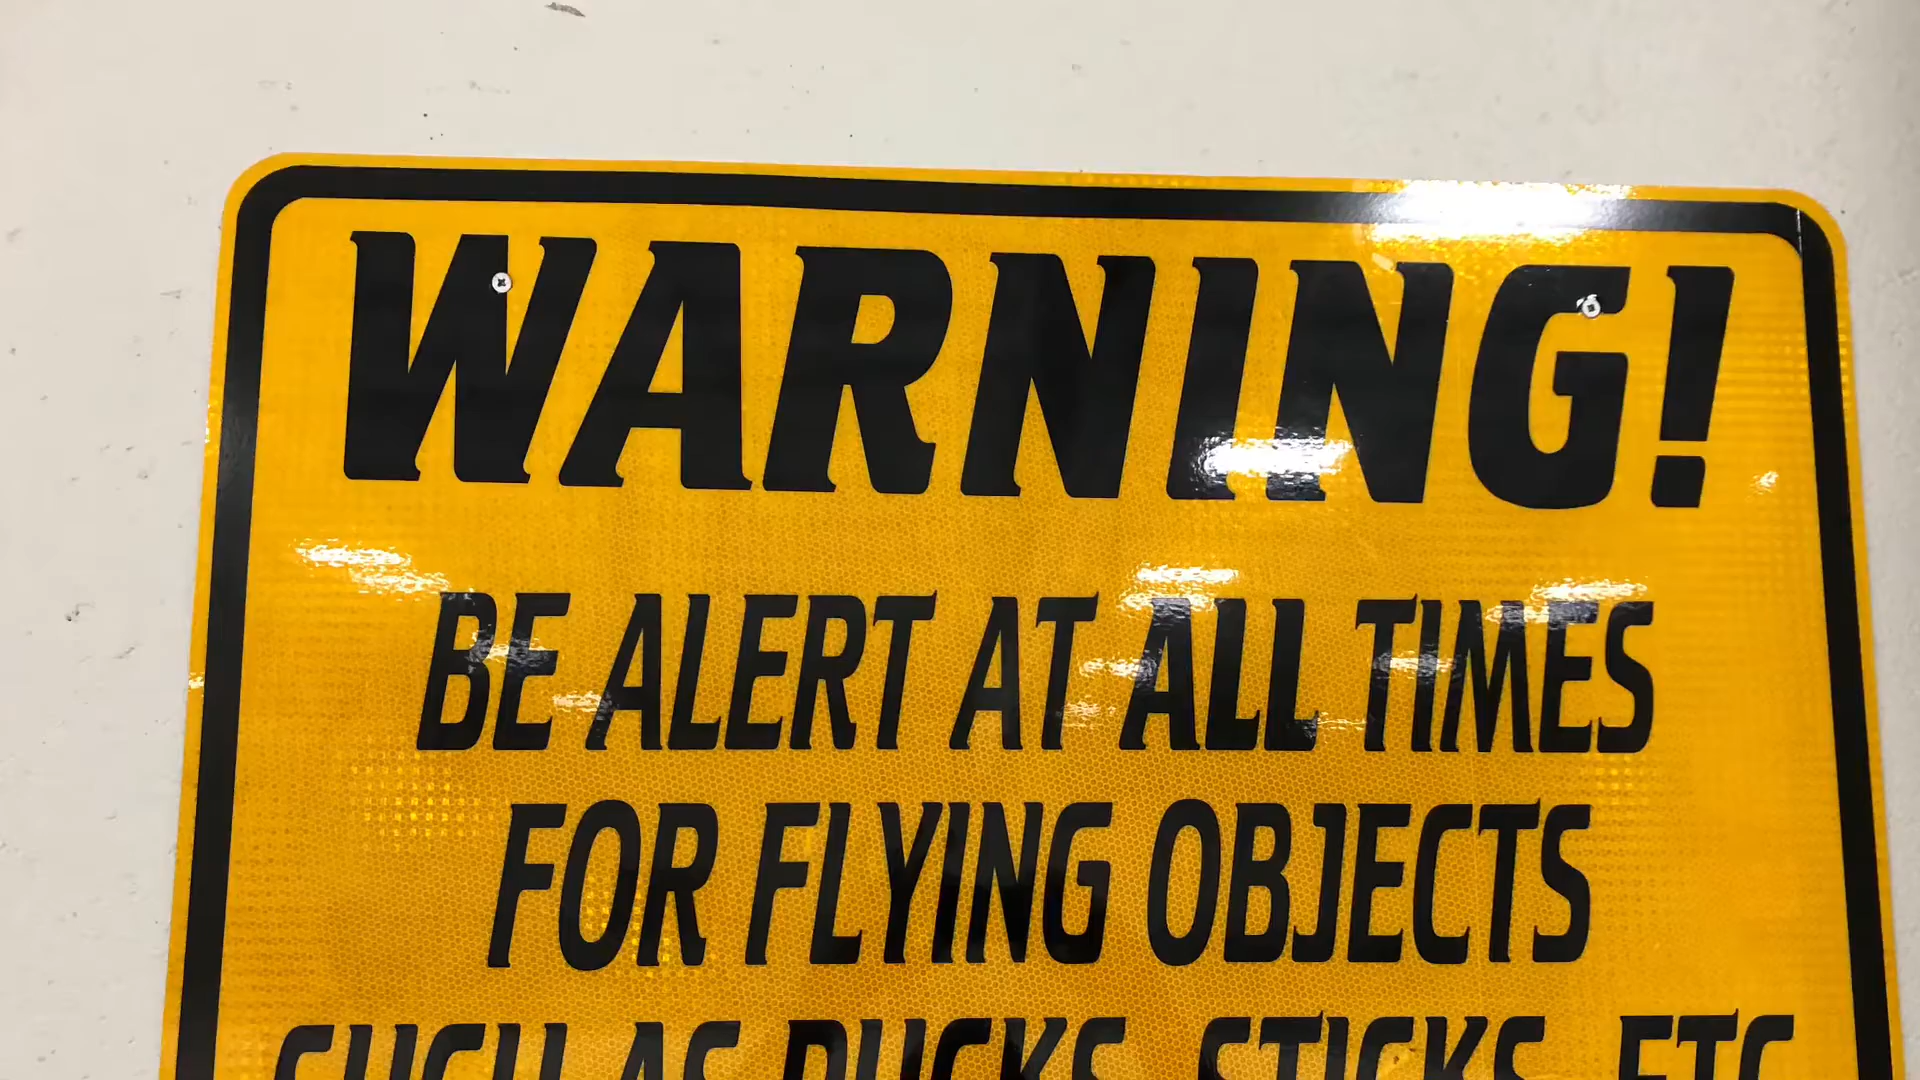 WARNING!
BE ALERT AT ALL TIMES
FOR FLYING OBJECTS
SUCH AS PUCKS, STICKS, ETC